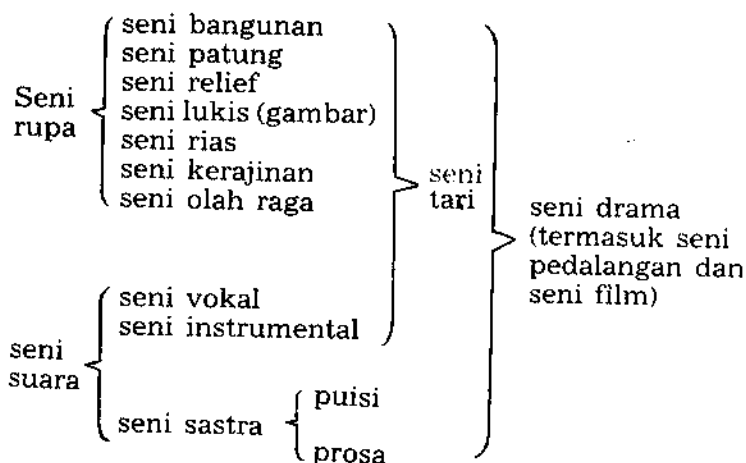 Seni
rupa
seni bangunan
seni patung
seni relief
seni lukis (gambar)
seni rias
seni kerajinan
seni olah raga
seni
suara
seni vokal
seni instrumental
seni sastra
puisi
prosa
seni
tari
seni drama
(termasuk seni
pedalangan dan
seni film)